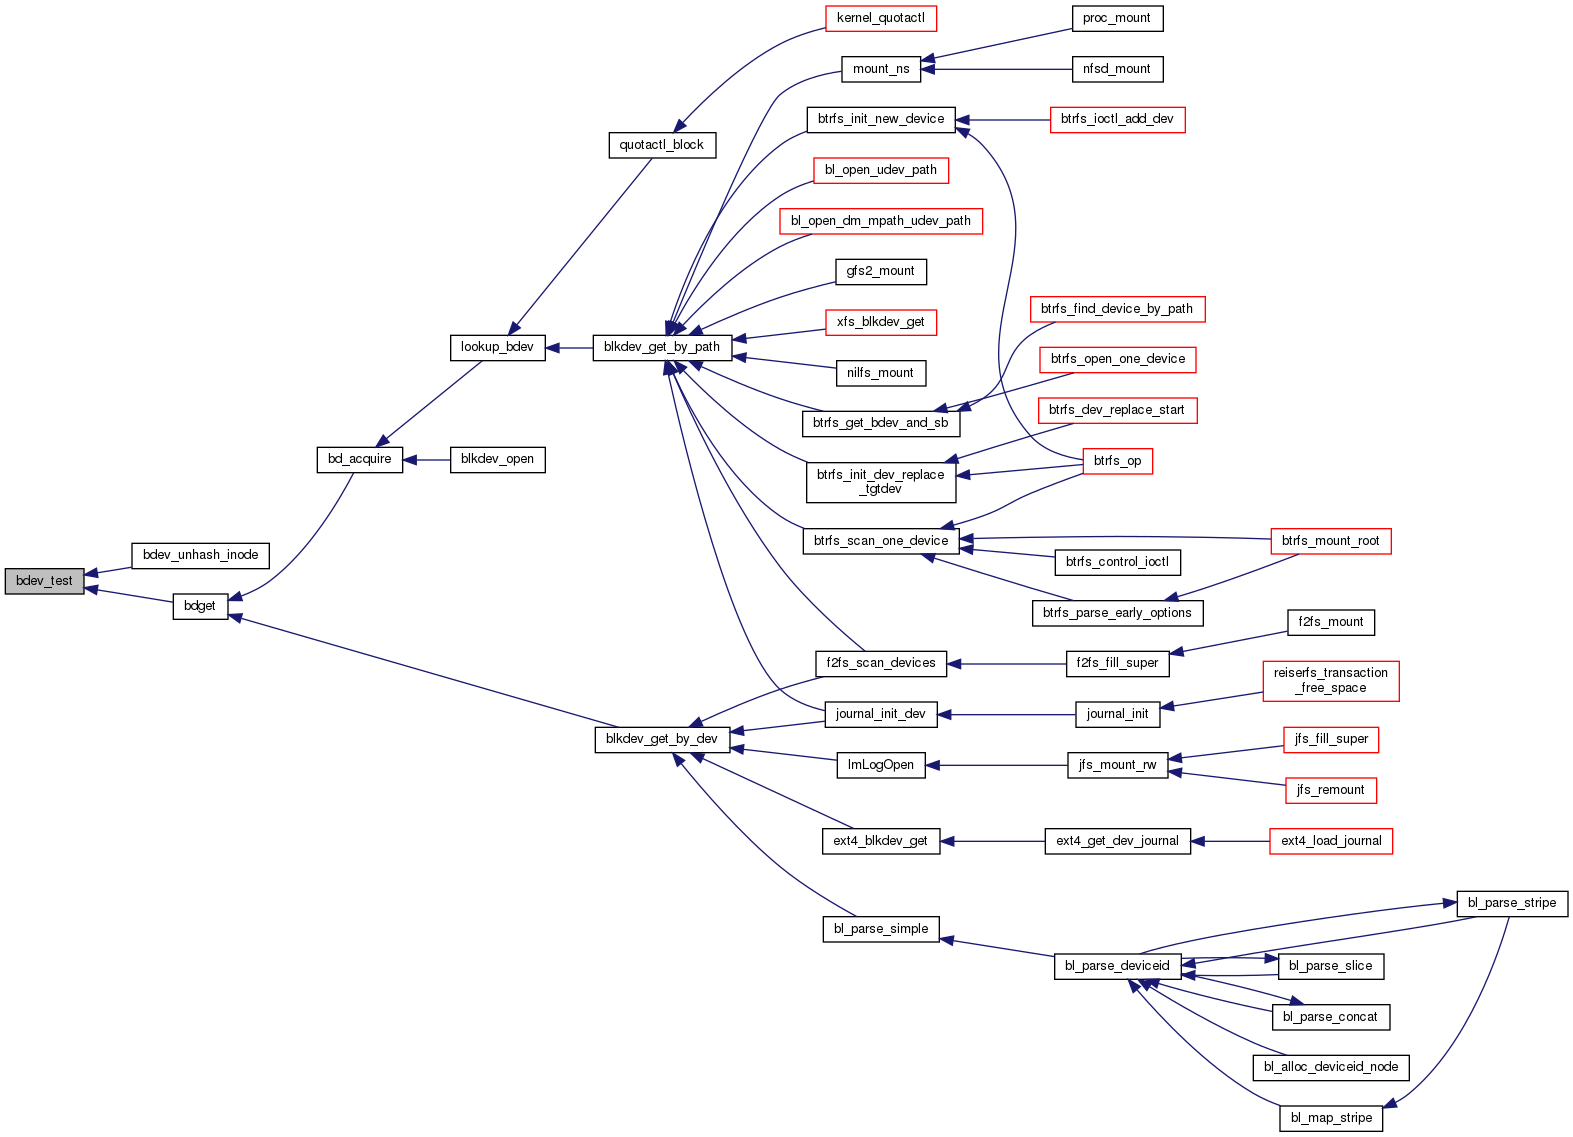 kernel_quotactl
proc_mount
mount_ns
nfsd_mount
btrfs_init_new_device
btrfs_ioctl_add_dev
quotactl_block
bl_open_udev_path
bl_open_dm_mpath_udev_path
gfs2_mount
btrfs_find_device_by_path
xfs_blkdev_get
lookup_bdev
blkdev_get_by_path
btrfs_open_one_device
nilfs_mount
btrfs_dev_replace_start
btrfs_get_bdev_and_sb
bd_acquire
blkdev_open
btrfs_op
btrfs_init_dev_replace
_tgtdev
btrfs_scan_one_device
btrfs_mount_root
bdev_unhash_inode
btrfs_control_ioctl
bdev_test
bdget
btrfs_parse_early_options
f2fs_mount
f2fs_scan_devices
f2fs_fill_super
reiserfs_transaction
_free_space
journal_init_dev
journal_init
blkdev_get_by_dev
jfs_fill_super
lmLogOpen
jfs_mount_rw
jfs_remount
ext4_blkdev_get
ext4_get_dev_journal
ext4_load_journal
bl_parse_stripe
bl_parse_simple
bl_parse_deviceid
bl_parse_slice
bl_parse_concat
bl_alloc_deviceid_node
bl_map_stripe